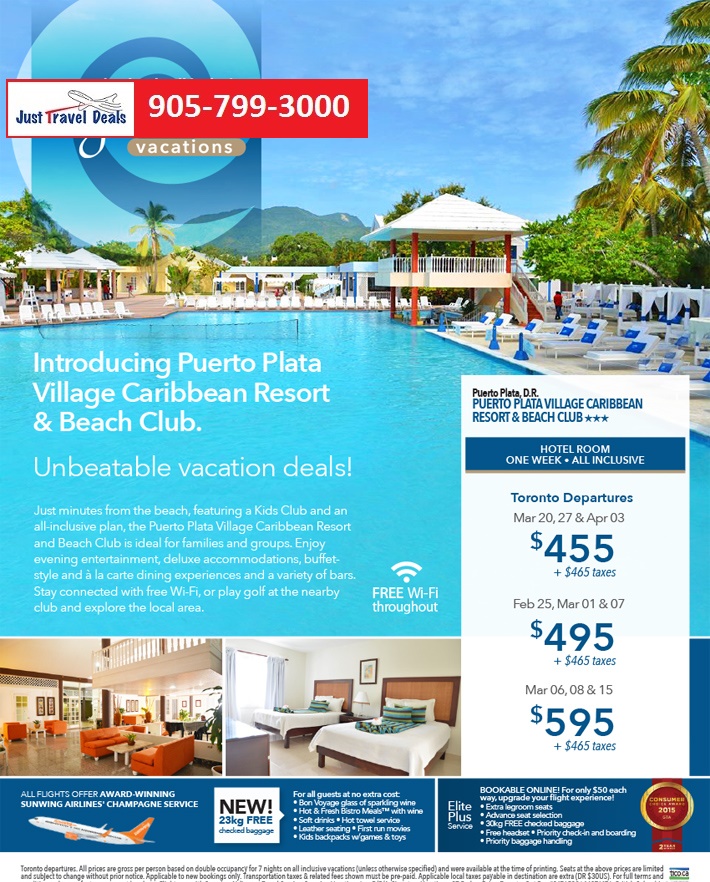 Just Travel Deals
905-799-3000
vacations
Introducing Puerto Plata
Village Caribbean Resort
& Beach Club.
Unbeatable vacation deals!
Just minutes from the beach, featuring a Kids Club and an
all-inclusive plan, the Puerto Plata Village Caribbean Resort
and Beach Club is ideal for families and groups. Enjoy
evening entertainment, deluxe accommodations, buffet-
style and à la carte dining experiences and a variety of bars.
Stay connected with free Wi-Fi, or play golf at the nearby
club and explore the local area.
FREE Wi-Fi
throughout
Puerto Plata, D.R.
PUERTO PLATA VILLAGE CARIBBEAN
RESORT & BEACH CLUB ★★★
HOTEL ROOM
ONE WEEK • ALL INCLUSIVE
Toronto Departures
Mar 20, 27 & Apr 03
$455
+ $465 taxes
Feb 25, Mar 01 & 07
$495
+ $465 taxes
Mar 06, 08 & 15
$595
+ $465 taxes
ALL FLIGHTS OFFER AWARD-WINNING
SUNWING AIRLINES' CHAMPAGNE SERVICE
NEW!
23kg FREE
checked baggage
For all guests at no extra cost:
• Bon Voyage glass of sparkling wine
• Hot & Fresh Bistro Meals™ with wine
• Soft drinks • Hot towel service
• Leather seating • First run movies
• Kids backpacks w/games & toys
Elite
Plus
Service
BOOKABLE ONLINE! For only $50 each
way, upgrade your flight experience!
• Extra legroom seats
• Advance seat selection
• 30kg FREE checked baggage
• Free headset • Priority check-in and boarding
• Priority baggage handling
CONSUMER
2015
Toronto departures. All prices are gross per person based on double occupancy for 7 nights on all inclusive vacations (unless otherwise specified) and were available at the time of printing. Seats at the above prices are limited
and subject to change without prior notice. Applicable to new bookings only. Transportation taxes & related fees shown must be pre-paid. Applicable local taxes payable in destination are extra (DR $30US). For full terms and